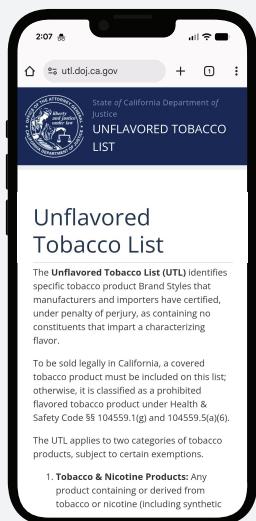 2:07
utl.doj.ca.gov
1
State of California Department of
Justice
UNFLAVORED TOBACCO
LIST
liberty
and justice
under law
Unflavored
Tobacco List
The Unflavored Tobacco List (UTL) identifies
specific tobacco product Brand Styles that
manufacturers and importers have certified,
under penalty of perjury, as containing no
constituents that impart a characterizing
flavor.
To be sold legally in California, a covered
tobacco product must be included on this list;
otherwise, it is classified as a prohibited
flavored tobacco product under Health &
Safety Code §§ 104559.1(g) and 104559.5(a)(6).
The UTL applies to two categories of tobacco
products, subject to certain exemptions.
1. Tobacco & Nicotine Products: Any
product containing or derived from
tobacco or nicotine (including synthetic